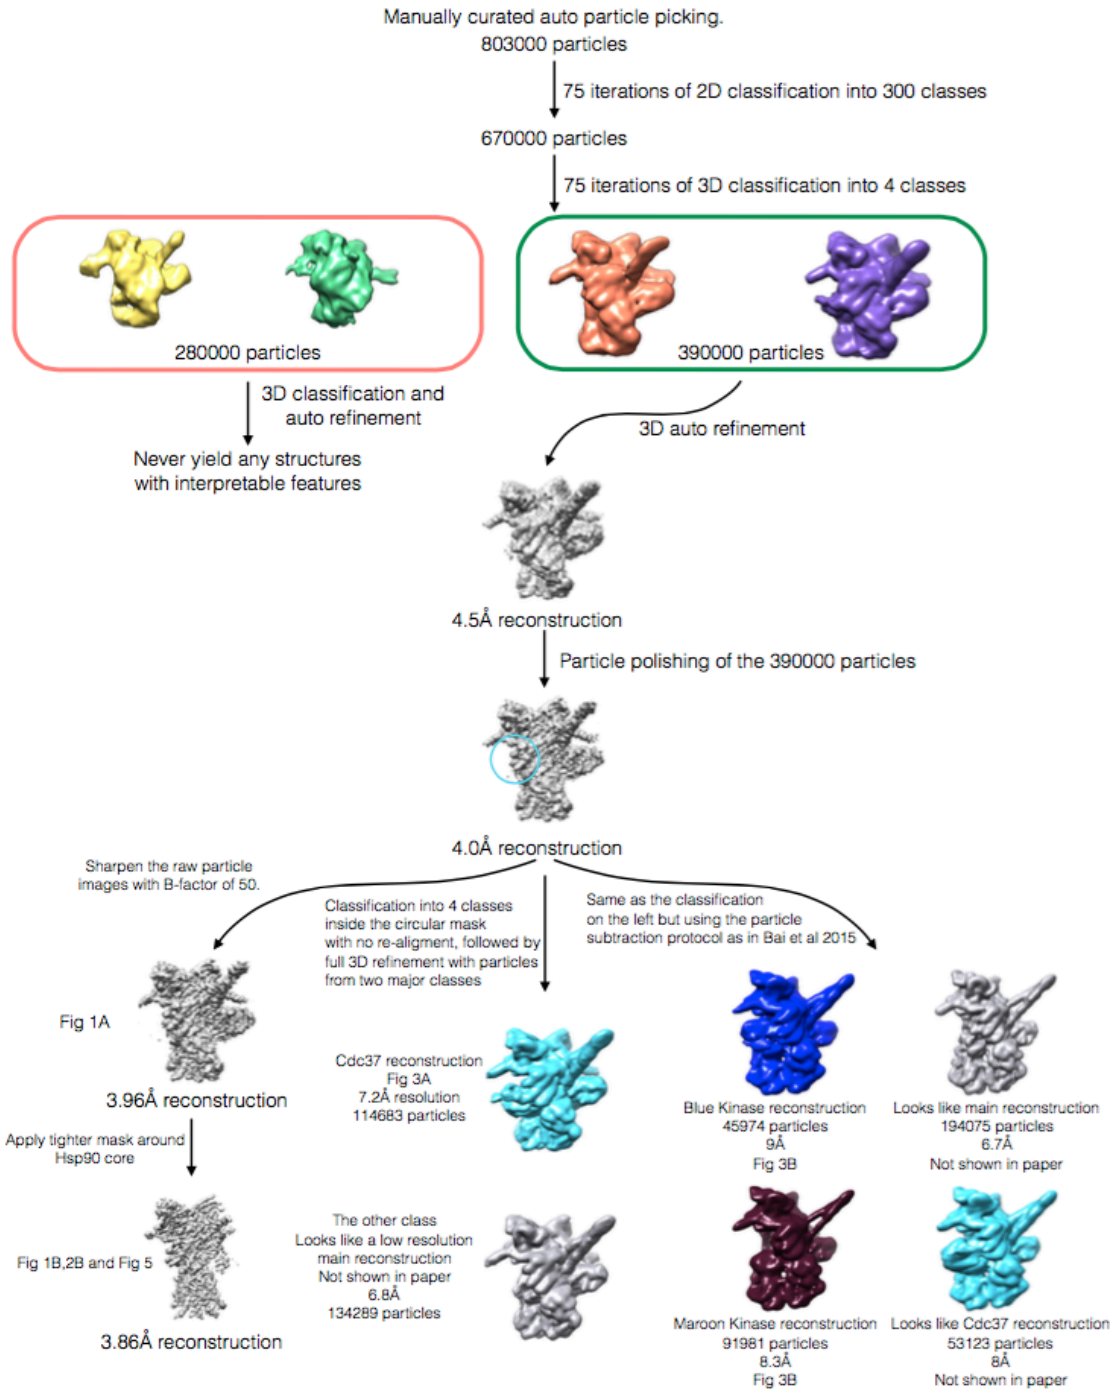 Manually curated auto particle picking.
803000 particles
75 iterations of 2D classification into 300 classes
670000 particles
75 iterations of 3D classification into 4 classes
280000 particles
390000 particles
3D classification and
auto refinement
3D auto refinement
Never yield any structures
with interpretable features
4.5Å reconstruction
Particle polishing of the 390000 particles
4.0Å reconstruction
Sharpen the raw particle
images with B-factor of 50.
Classification into 4 classes
inside the circular mask
with no re-aligment, followed by
full 3D refinement with particles
from two major classes
Same as the classification
on the left but using the particle
subtraction protocol as in Bai et al 2015
Fig 1A
3.96Å reconstruction
Apply tighter mask around
Hsp90 core
Fig 1B,2B and Fig 5
3.86Å reconstruction
Cdc37 reconstruction
Fig 3A
7.2Å resolution
114683 particles
The other class
Looks like a low resolution
main reconstruction
Not shown in paper
6.8Å
134289 particles
Blue Kinase reconstruction
45974 particles
9Å
Fig 3B
Looks like main reconstruction
194075 particles
6.7Å
Not shown in paper
Maroon Kinase reconstruction
91981 particles
8.3Å
Fig 3B
Looks like Cdc37 reconstruction
53123 particles
8Å
Not shown in paper